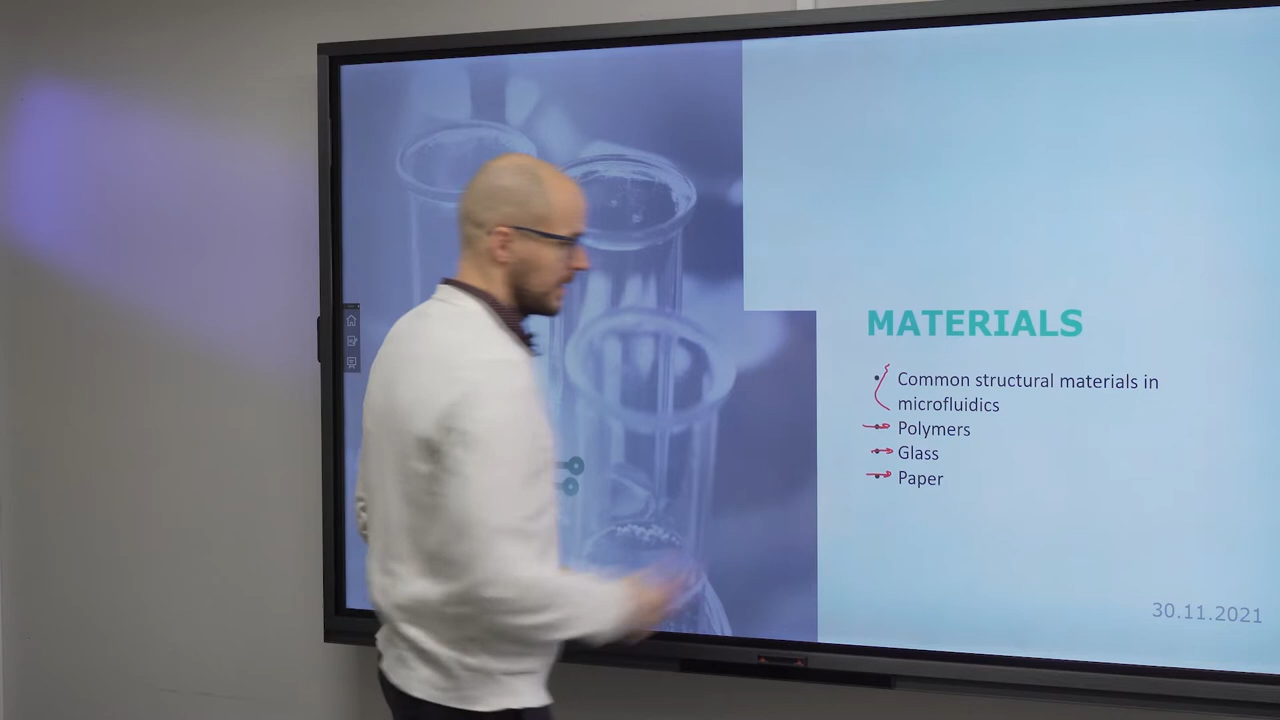 MATERIALS
Common structural materials in
microfluidics
Polymers
Glass
Paper
30.11.2021